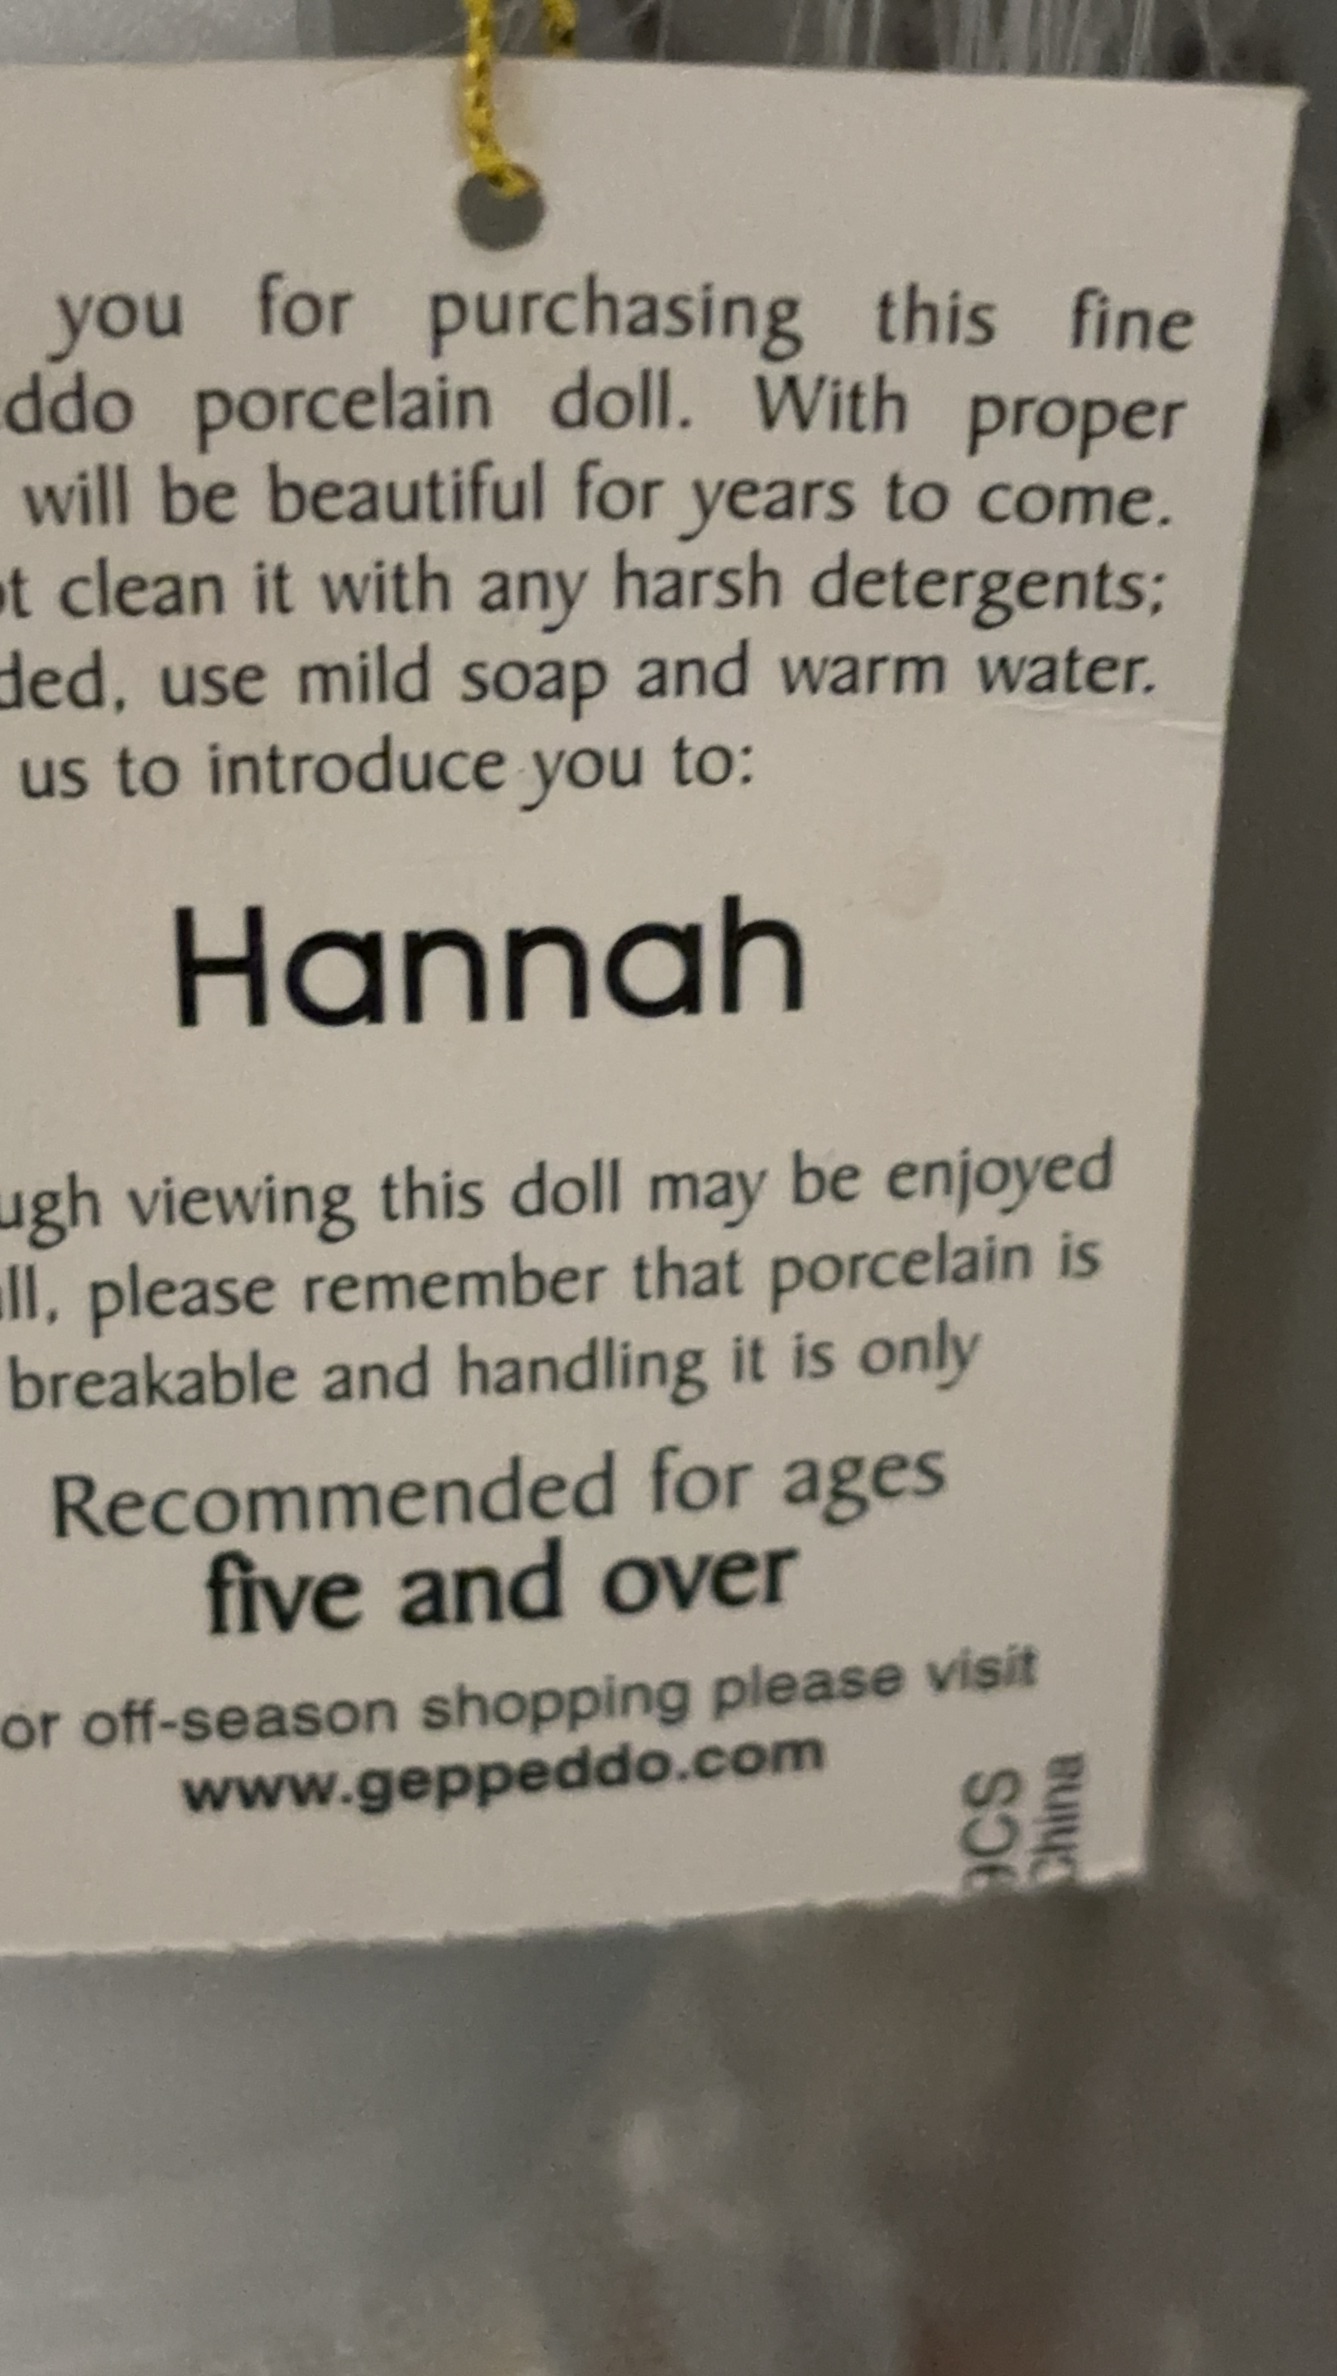 you for purchasing this fine
ddo porcelain doll. With proper
will be beautiful for years to come.
ot clean it with any harsh detergents;
ded, use mild soap and warm water.
us to introduce you to:
Hannah
ugh viewing this doll may be enjoyed
all, please remember that porcelain is
breakable and handling it is only
Recommended for ages
five and over
or off-season shopping please visit
www.geppeddo.com
9CS
China